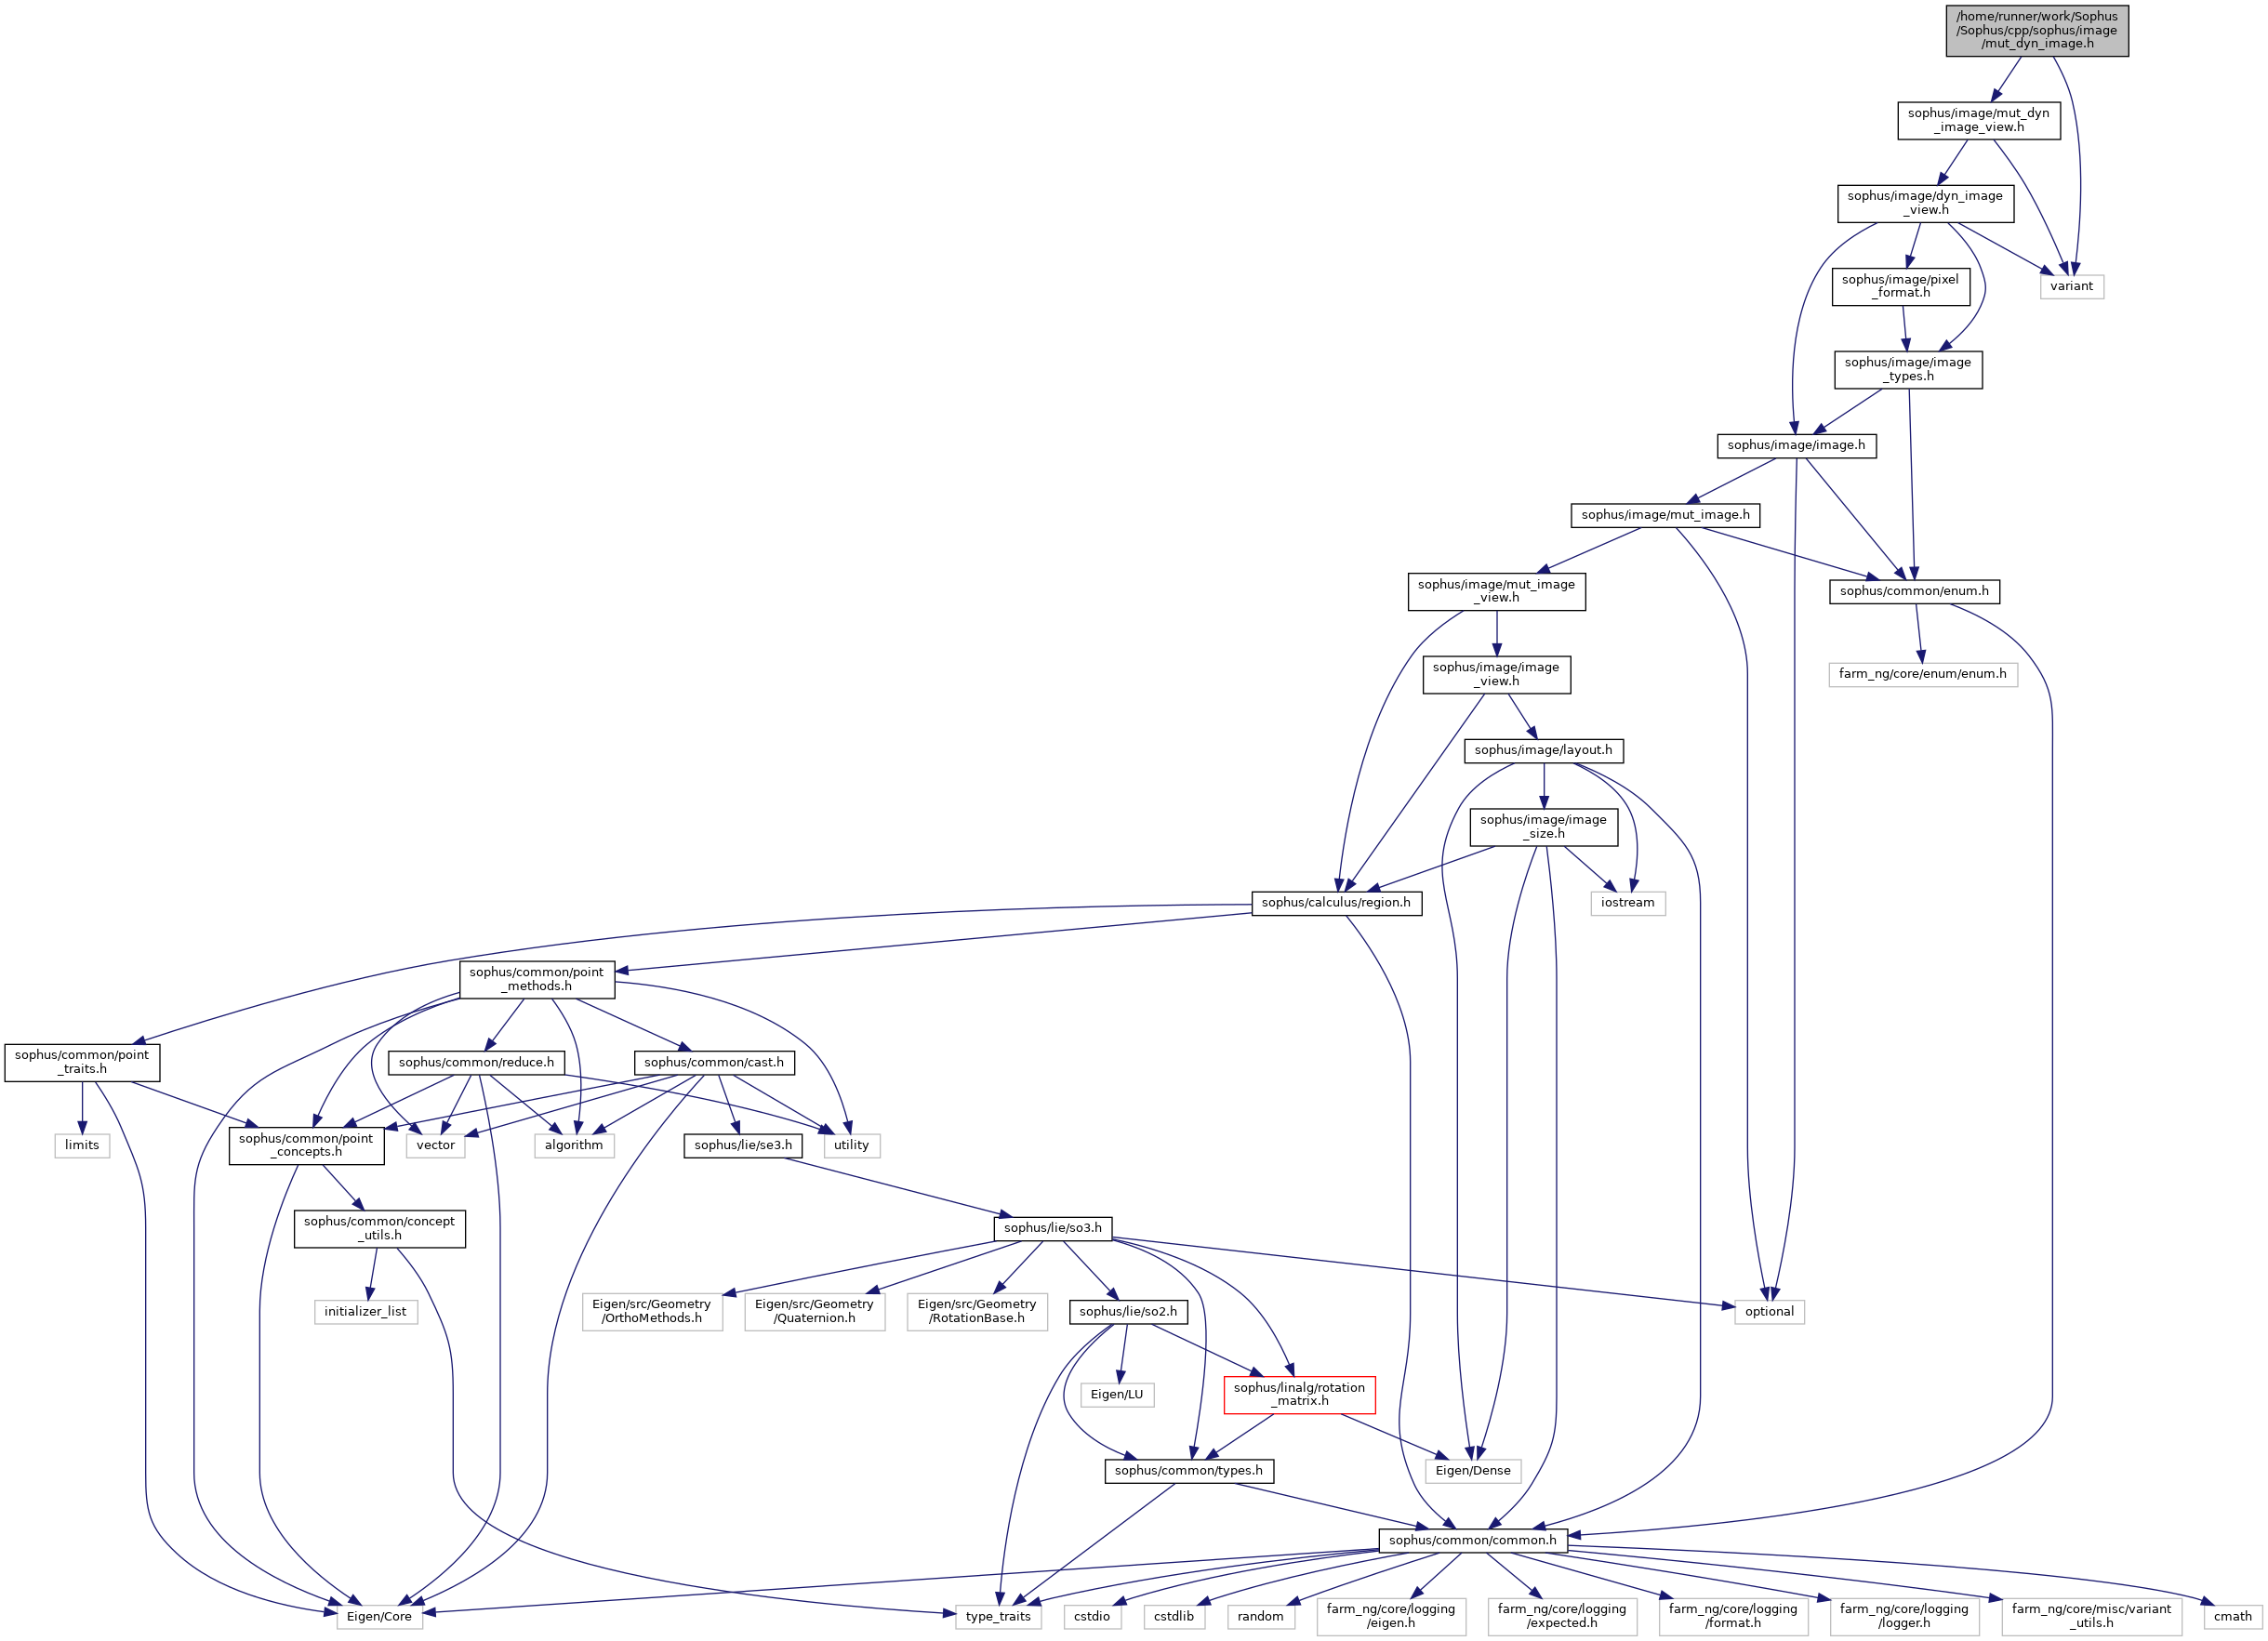 /home/runner/work/Sophus
/Sophus/cpp/sophus/image
/mut_dyn_image.h
sophus/image/mut_dyn
_image_view.h
sophus/image/dyn_image
_view.h
sophus/image/pixel
_format.h
variant
sophus/image/image
_types.h
sophus/image/image.h
sophus/image/mut_image.h
sophus/image/mut_image
_view.h
sophus/common/enum.h
sophus/image/image
_view.h
farm_ng/core/enum/enum.h
sophus/image/layout.h
sophus/image/image
_size.h
sophus/calculus/region.h
iostream
sophus/common/point
_methods.h
sophus/common/point
_traits.h
sophus/common/reduce.h
sophus/common/cast.h
limits
sophus/common/point
_concepts.h
vector
algorithm
sophus/lie/se3.h
utility
sophus/common/concept
_utils.h
sophus/lie/so3.h
initializer_list
Eigen/src/Geometry
/OrthoMethods.h
Eigen/src/Geometry
/Quaternion.h
Eigen/src/Geometry
/RotationBase.h
sophus/lie/so2.h
optional
Eigen/LU
sophus/linalg/rotation
_matrix.h
sophus/common/types.h
Eigen/Dense
sophus/common/common.h
Eigen/Core
type_traits
cstdio
cstdlib
random
farm_ng/core/logging
/eigen.h
farm_ng/core/logging
/expected.h
farm_ng/core/logging
/format.h
farm_ng/core/logging
/logger.h
farm_ng/core/misc/variant
_utils.h
cmath